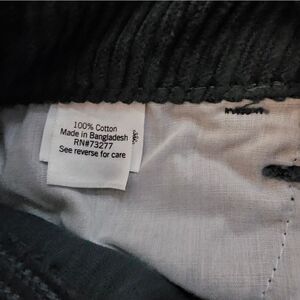 100% Cotton
Made in Bangladesh
RN#73277
See reverse for care